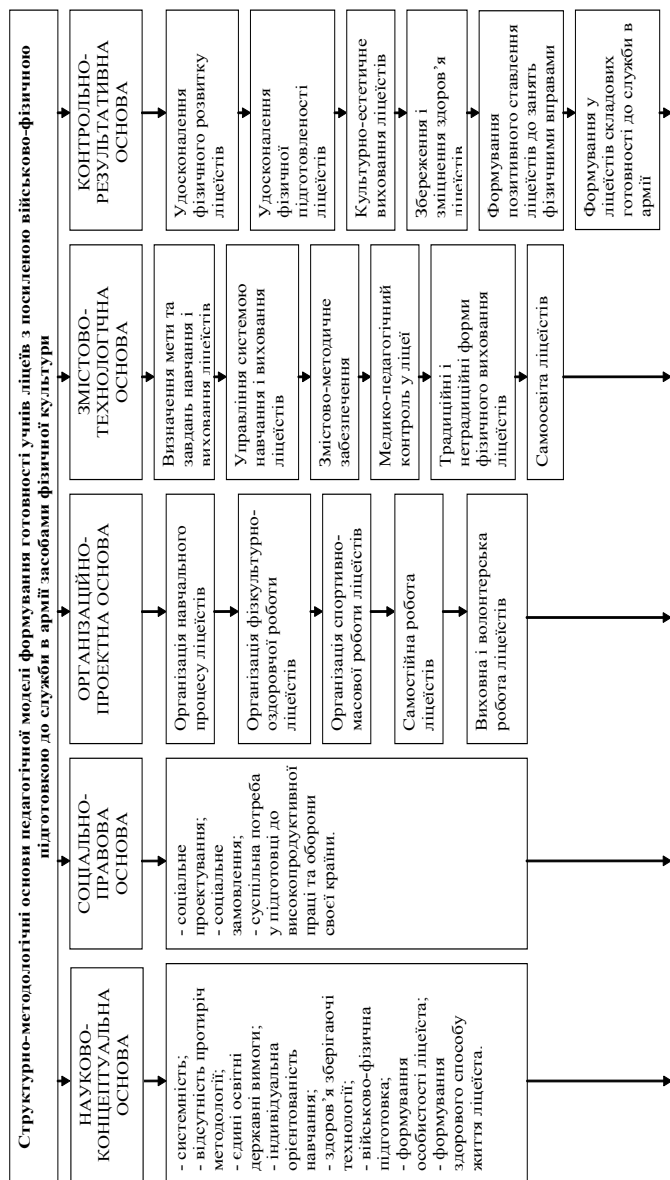 Структурно-методологічні основи педагогічної моделі формування готовності учнів ліцеїв з посиленою військово-фізичною
підготовкою до служби в армії засобами фізичної культури
НАУКОВО-
КОНЦЕПТУАЛЬНА
ОСНОВА
- системність;
- відсутність протиріч
методології;
- єдині освітні
державні вимоги;
- індивідуальна
орієнтованість
навчання;
- здоров'я зберігаючі
технології;
- військово-фізична
підготовка;
- формування
особистості ліцеїста;
- формування
здорового способу
життя ліцеїста.
СОЦІАЛЬНО-
ПРАВОВА
ОСНОВА
- соціальне
проектування;
- соціальне
замовлення;
- суспільна потреба
у підготовці до
високопродуктивної
праці та оборони
своєї країни.
ОРГАНІЗАЦІЙНО-
ПРОЕКТНА ОСНОВА
Організація навчального
процесу ліцеїстів
Організація фізкультурно-
оздоровчої роботи
ліцеїстів
Організація спортивно-
масової роботи ліцеїстів
Самостійна робота
ліцеїстів
Виховна і волонтерська
робота ліцеїстів
ЗМІСТОВО-
ТЕХНОЛОГІЧНА
ОСНОВА
Визначення мети та
завдань навчання і
виховання ліцеїстів
Управління системою
навчання і виховання
ліцеїстів
Змістово-методичне
забезпечення
Медико-педагогічний
контроль у ліцеї
Традиційні і
нетрадиційні форми
фізичного виховання
ліцеїстів
Самоосвіта ліцеїстів
КОНТРОЛЬНО-
РЕЗУЛЬТАТИВНА
ОСНОВА
Удосконалення
фізичного розвитку
ліцеїстів
Удосконалення
фізичної
підготовленості
ліцеїстів
Культурно-естетичне
виховання ліцеїстів
Збереження і
зміцнення здоров'я
ліцеїстів
Формування
позитивного ставлення
ліцеїстів до занять
фізичними вправами
Формування у
ліцеїстів складових
готовності до служби в
армії